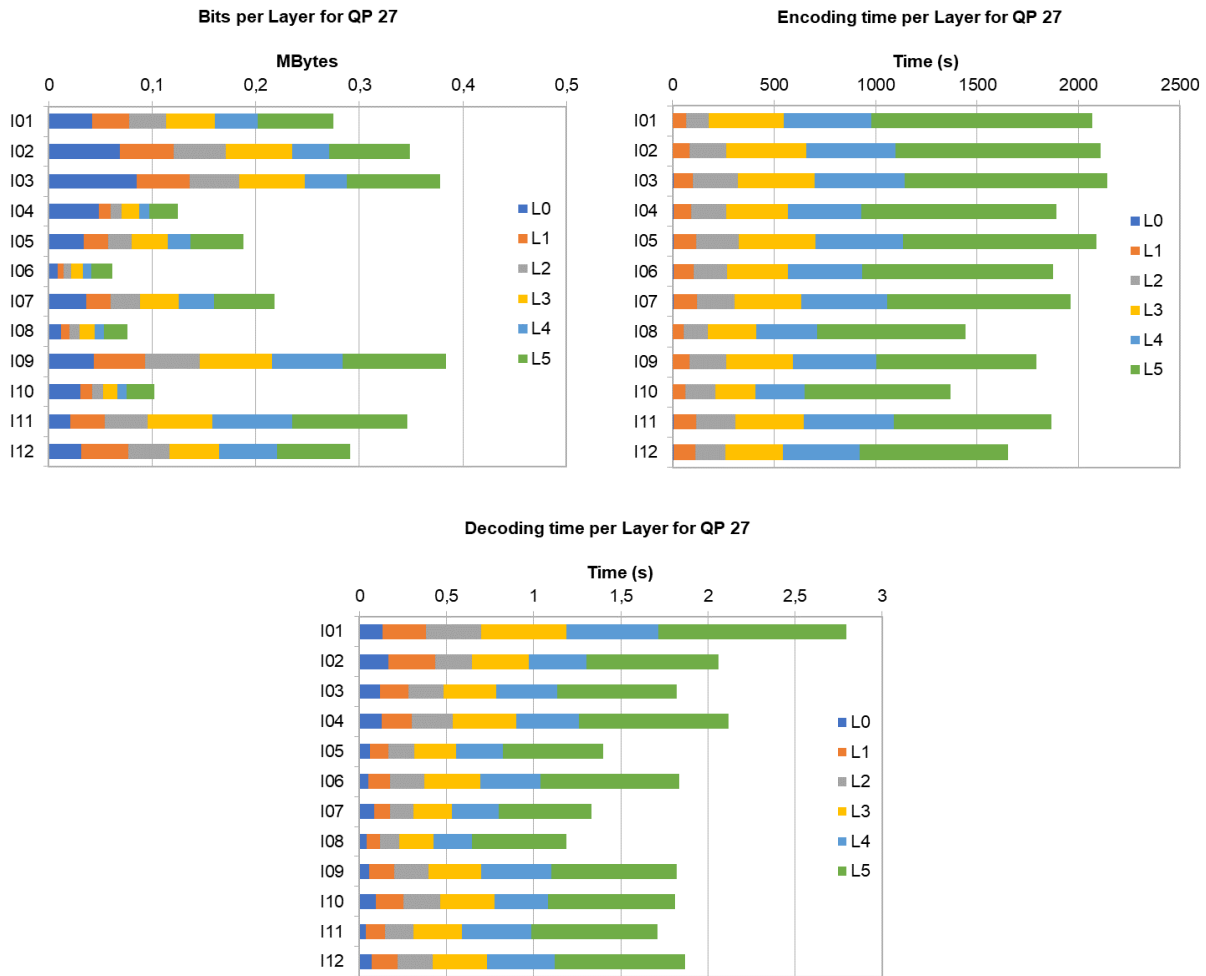 Bits per Layer for QP 27
MBytes
0 0,1 0,2 0,3 0,4 0,5
I01
I02
I03
I04
I05
I06
I07
I08
I09
I10
I11
I12
L0
L1
L2
L3
L4
L5
Encoding time per Layer for QP 27
Time (s)
0 500 1000 1500 2000 2500
I01
I02
I03
I04
I05
I06
I07
I08
I09
I10
I11
I12
L0
L1
L2
L3
L4
L5
Decoding time per Layer for QP 27
Time (s)
0 0,5 1 1,5 2 2,5 3
I01
I02
I03
I04
I05
I06
I07
I08
I09
I10
I11
I12
L0
L1
L2
L3
L4
L5